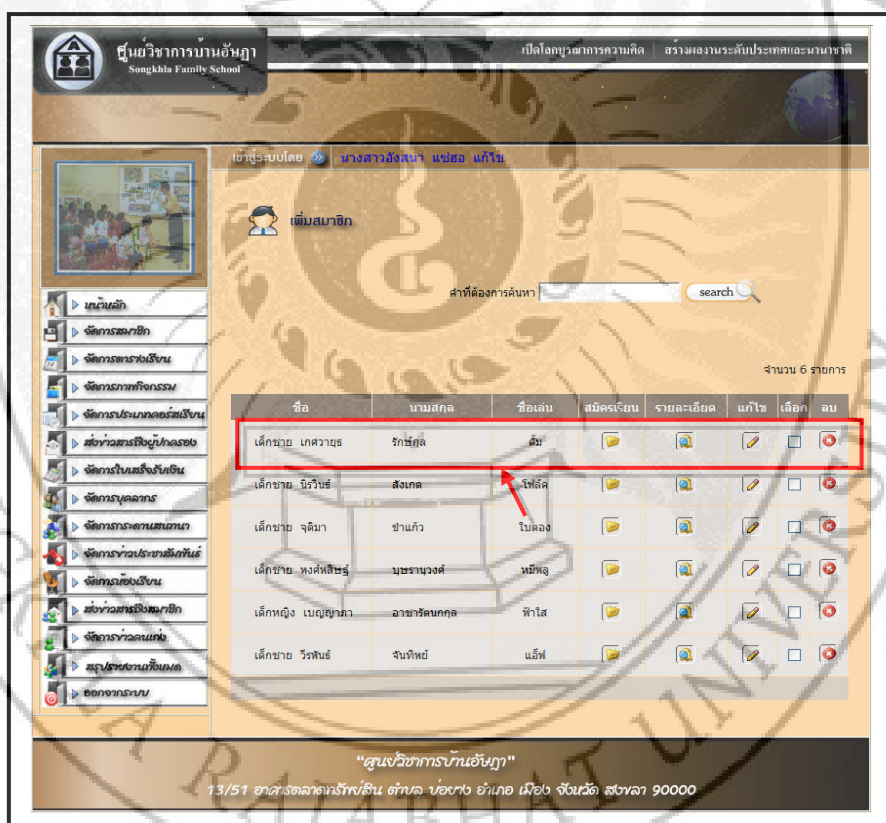 ศูนย์วิชาการบ้านอัษฎา
Songkhla Family School
เปิดโลกบูรณาการความคิด | สร้างผลงานระดับประเทศและนานาชาติ
เข้าสู่ระบบโดย นางสาวอังสนา แซ่ฮอ แก้ไข
เพิ่มสมาชิก
คำที่ต้องการค้นหา search
หน้าหลัก
จัดการสมาชิก
จัดการตารางเรียน
จัดการภาพกิจกรรม
จัดการประเภทคอร์สเรียน
ส่งข่าวสารถึงผู้ปกครอง
จัดการใบเสร็จรับเงิน
จัดการบุคลากร
จัดการกระดานสนทนา
จัดการข่าวประชาสัมพันธ์
จัดการห้องเรียน
ส่งข่าวสารถึงสมาชิก
จัดการข่าวคนเก่ง
สรุปรายงานทั้งหมด
ออกจากระบบ
จำนวน 6 รายการ
ชื่อ นามสกุล ชื่อเล่น สมัครเรียน รายละเอียด แก้ไข เลือก ลบ
เด็กชาย เกศวายุธ รักษ์กุล ตั้ม
เด็กชาย นิรวินธ์ สังเกต โฟล์ค
เด็กชาย จุติมา ขำแก้ว ใบตอง
เด็กชาย พงศ์พสิษฐ์ บุษรานุวงศ์ หมีพลู
เด็กหญิง เบญญาภา อาชารัตนกกุล ฟ้าใส
เด็กชาย วีรพันธ์ จันทิพย์ แอ๊ฟ
“ศูนย์วิชาการบ้านอัษฎา”
13/51 อาคารตลาดทรัพย์สิน ตำบล บ่อยาง อำเภอ เมือง จังหวัด สงขลา 90000
RAJABHAT UNIVERSITY